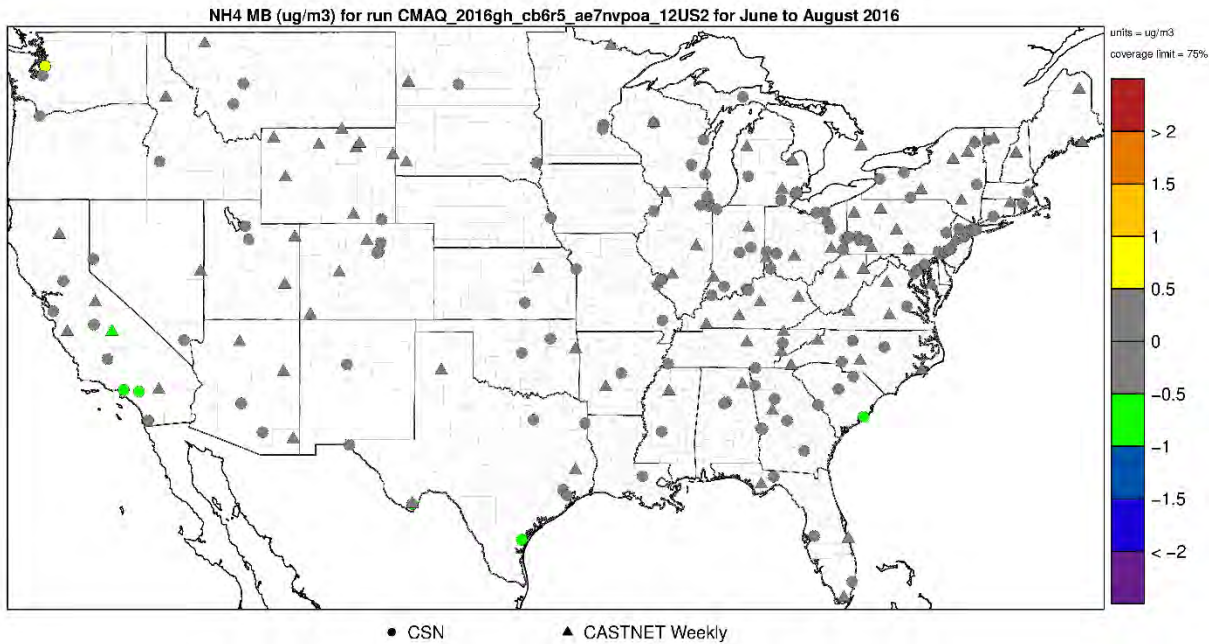 NH4 MB (ug/m3) for run CMAQ_2016gh_cb6r5_ae7nvpoa_12US2 for June to August 2016
units = ug/m3
coverage limit = 75%
> 2
1.5
1
0.5
0
−0.5
−1
−1.5
< −2
● CSN ▲ CASTNET Weekly